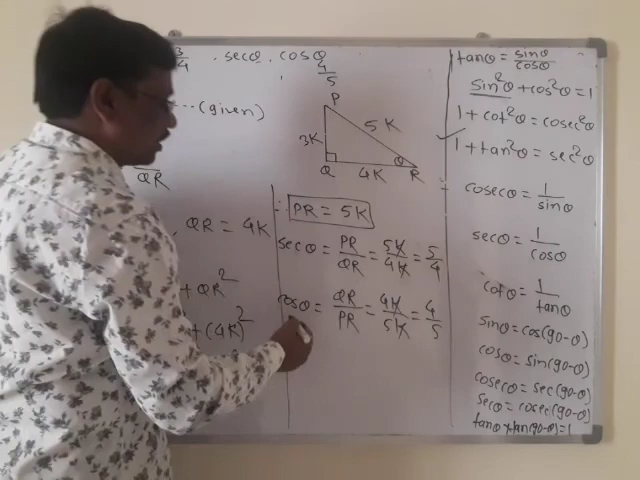 3/4 . secθ . cosθ
4/5
---(given)
QR
, QR = 4K
+ QR²
+ (4K)²
P
3K
5K
Q
4K
θ
R
∴ PR = 5K
secθ = PR/QR = 5K/4K = 5/4
cosθ = QR/PR = 4K/5K = 4/5
tanθ = sinθ/cosθ
sin²θ + cos²θ = 1
1 + cot²θ = cosec²θ
✓ 1 + tan²θ = sec²θ
cosecθ = 1/sinθ
secθ = 1/cosθ
cotθ = 1/tanθ
sinθ = cos(90-θ)
cosθ = sin(90-θ)
cosecθ = sec(90-θ)
secθ = cosec(90-θ)
tanθ × tan(90-θ) = 1